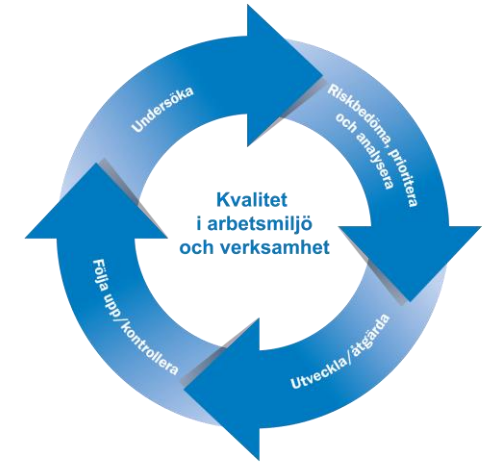 Undersöka
Riskbedöma, prioritera
och analysera
Kvalitet
i arbetsmiljö
och verksamhet
Utveckla/åtgärda
Följa upp/kontrollera